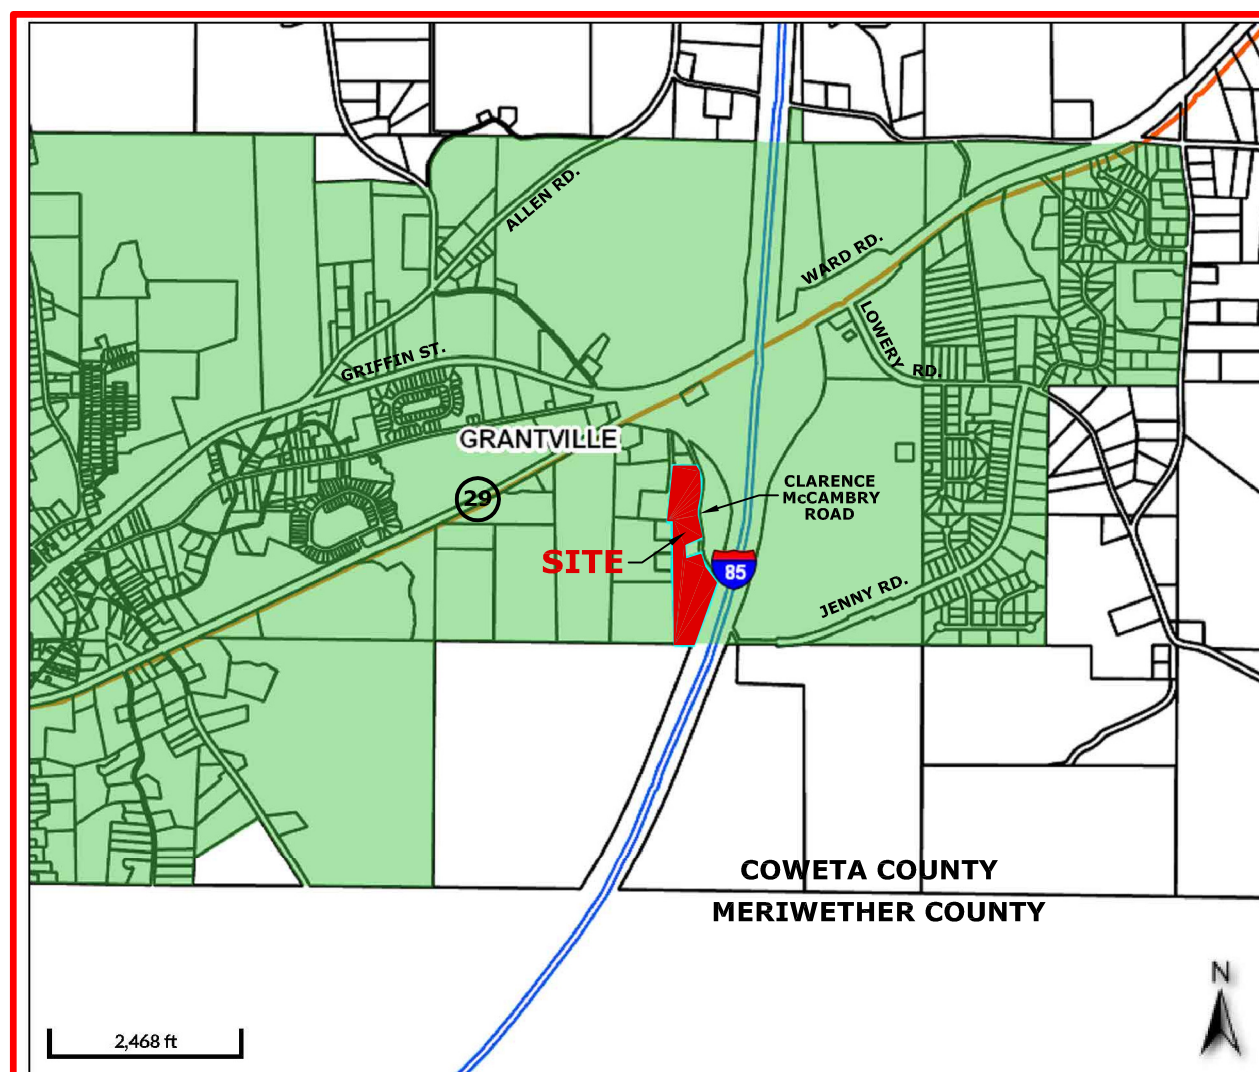 ALLEN RD.
WARD RD.
LOWERY RD.
GRIFFIN ST.
GRANTVILLE
CLARENCE
McCAMBRY
ROAD
29
SITE
85
JENNY RD.
COWETA COUNTY
MERIWETHER COUNTY
N
2,468 ft